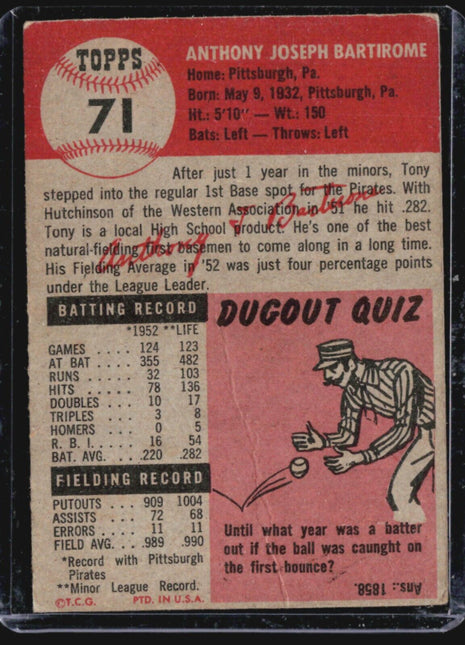 TOPPS
71
ANTHONY JOSEPH BARTIROME
Home: Pittsburgh, Pa.
Born: May 9, 1932, Pittsburgh, Pa.
Ht.: 5'10" — Wt.: 150
Bats: Left — Throws: Left
After just 1 year in the minors, Tony
stepped into the regular 1st Base spot for the Pirates. With
Hutchinson of the Western Association in '51 he hit .282.
Tony is a local High School product. He's one of the best
natural-fielding first basemen to come along in a long time.
His Fielding Average in '52 was just four percentage points
under the League Leader.
Anthony J Bartirome
BATTING RECORD
*1952 **LIFE
GAMES .... 124 123
AT BAT .... 355 482
RUNS .... 32 103
HITS .... 78 136
DOUBLES ... 10 17
TRIPLES ... 3 8
HOMERS ... 0 5
R. B. I. .... 16 54
BAT. AVG. ... .220 .282
FIELDING RECORD
PUTOUTS ... 909 1004
ASSISTS ... 72 68
ERRORS ... 11 11
FIELD AVG. ... .989 .990
*Record with Pittsburgh
Pirates
**Minor League Record.
©T.C.G. PTD. IN U.S.A.
DUGOUT QUIZ
Until what year was a batter
out if the ball was caught on
the first bounce?
Ans.: 1858.